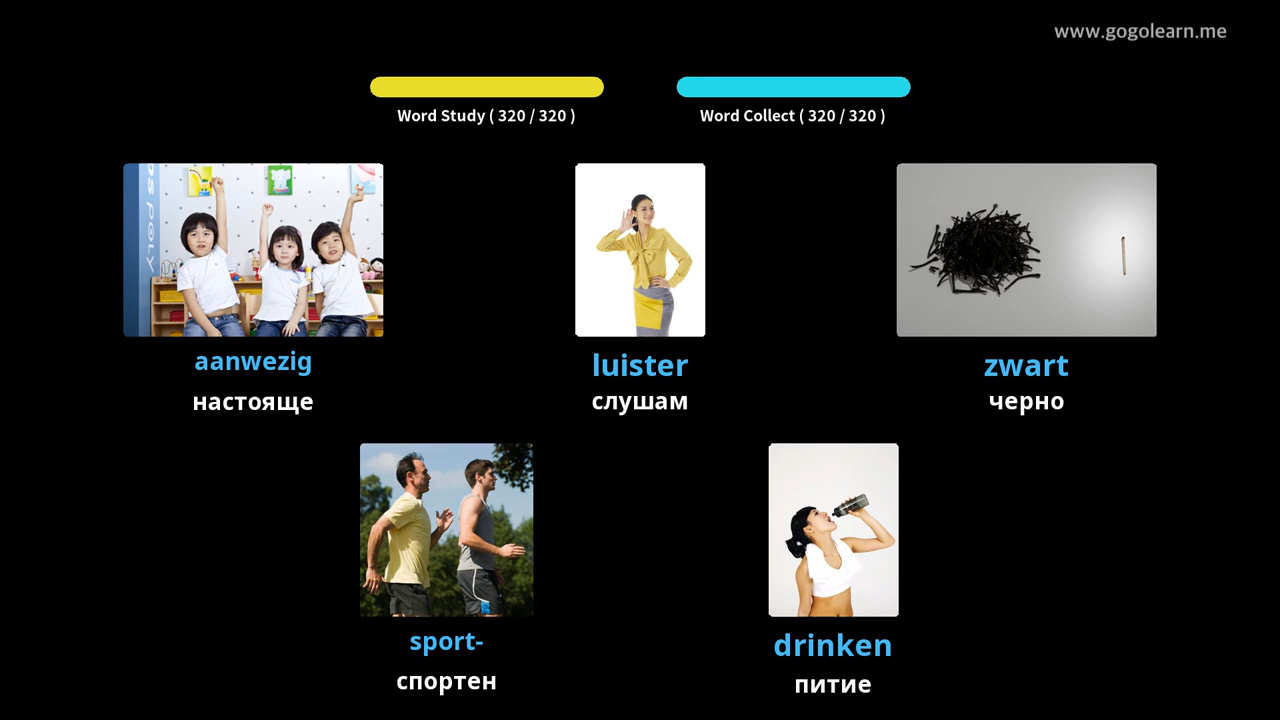 www.gogolearn.me
Word Study ( 320 / 320 )
Word Collect ( 320 / 320 )
aanwezig
настояще
luister
слушам
zwart
черно
sport-
спортен
drinken
питие